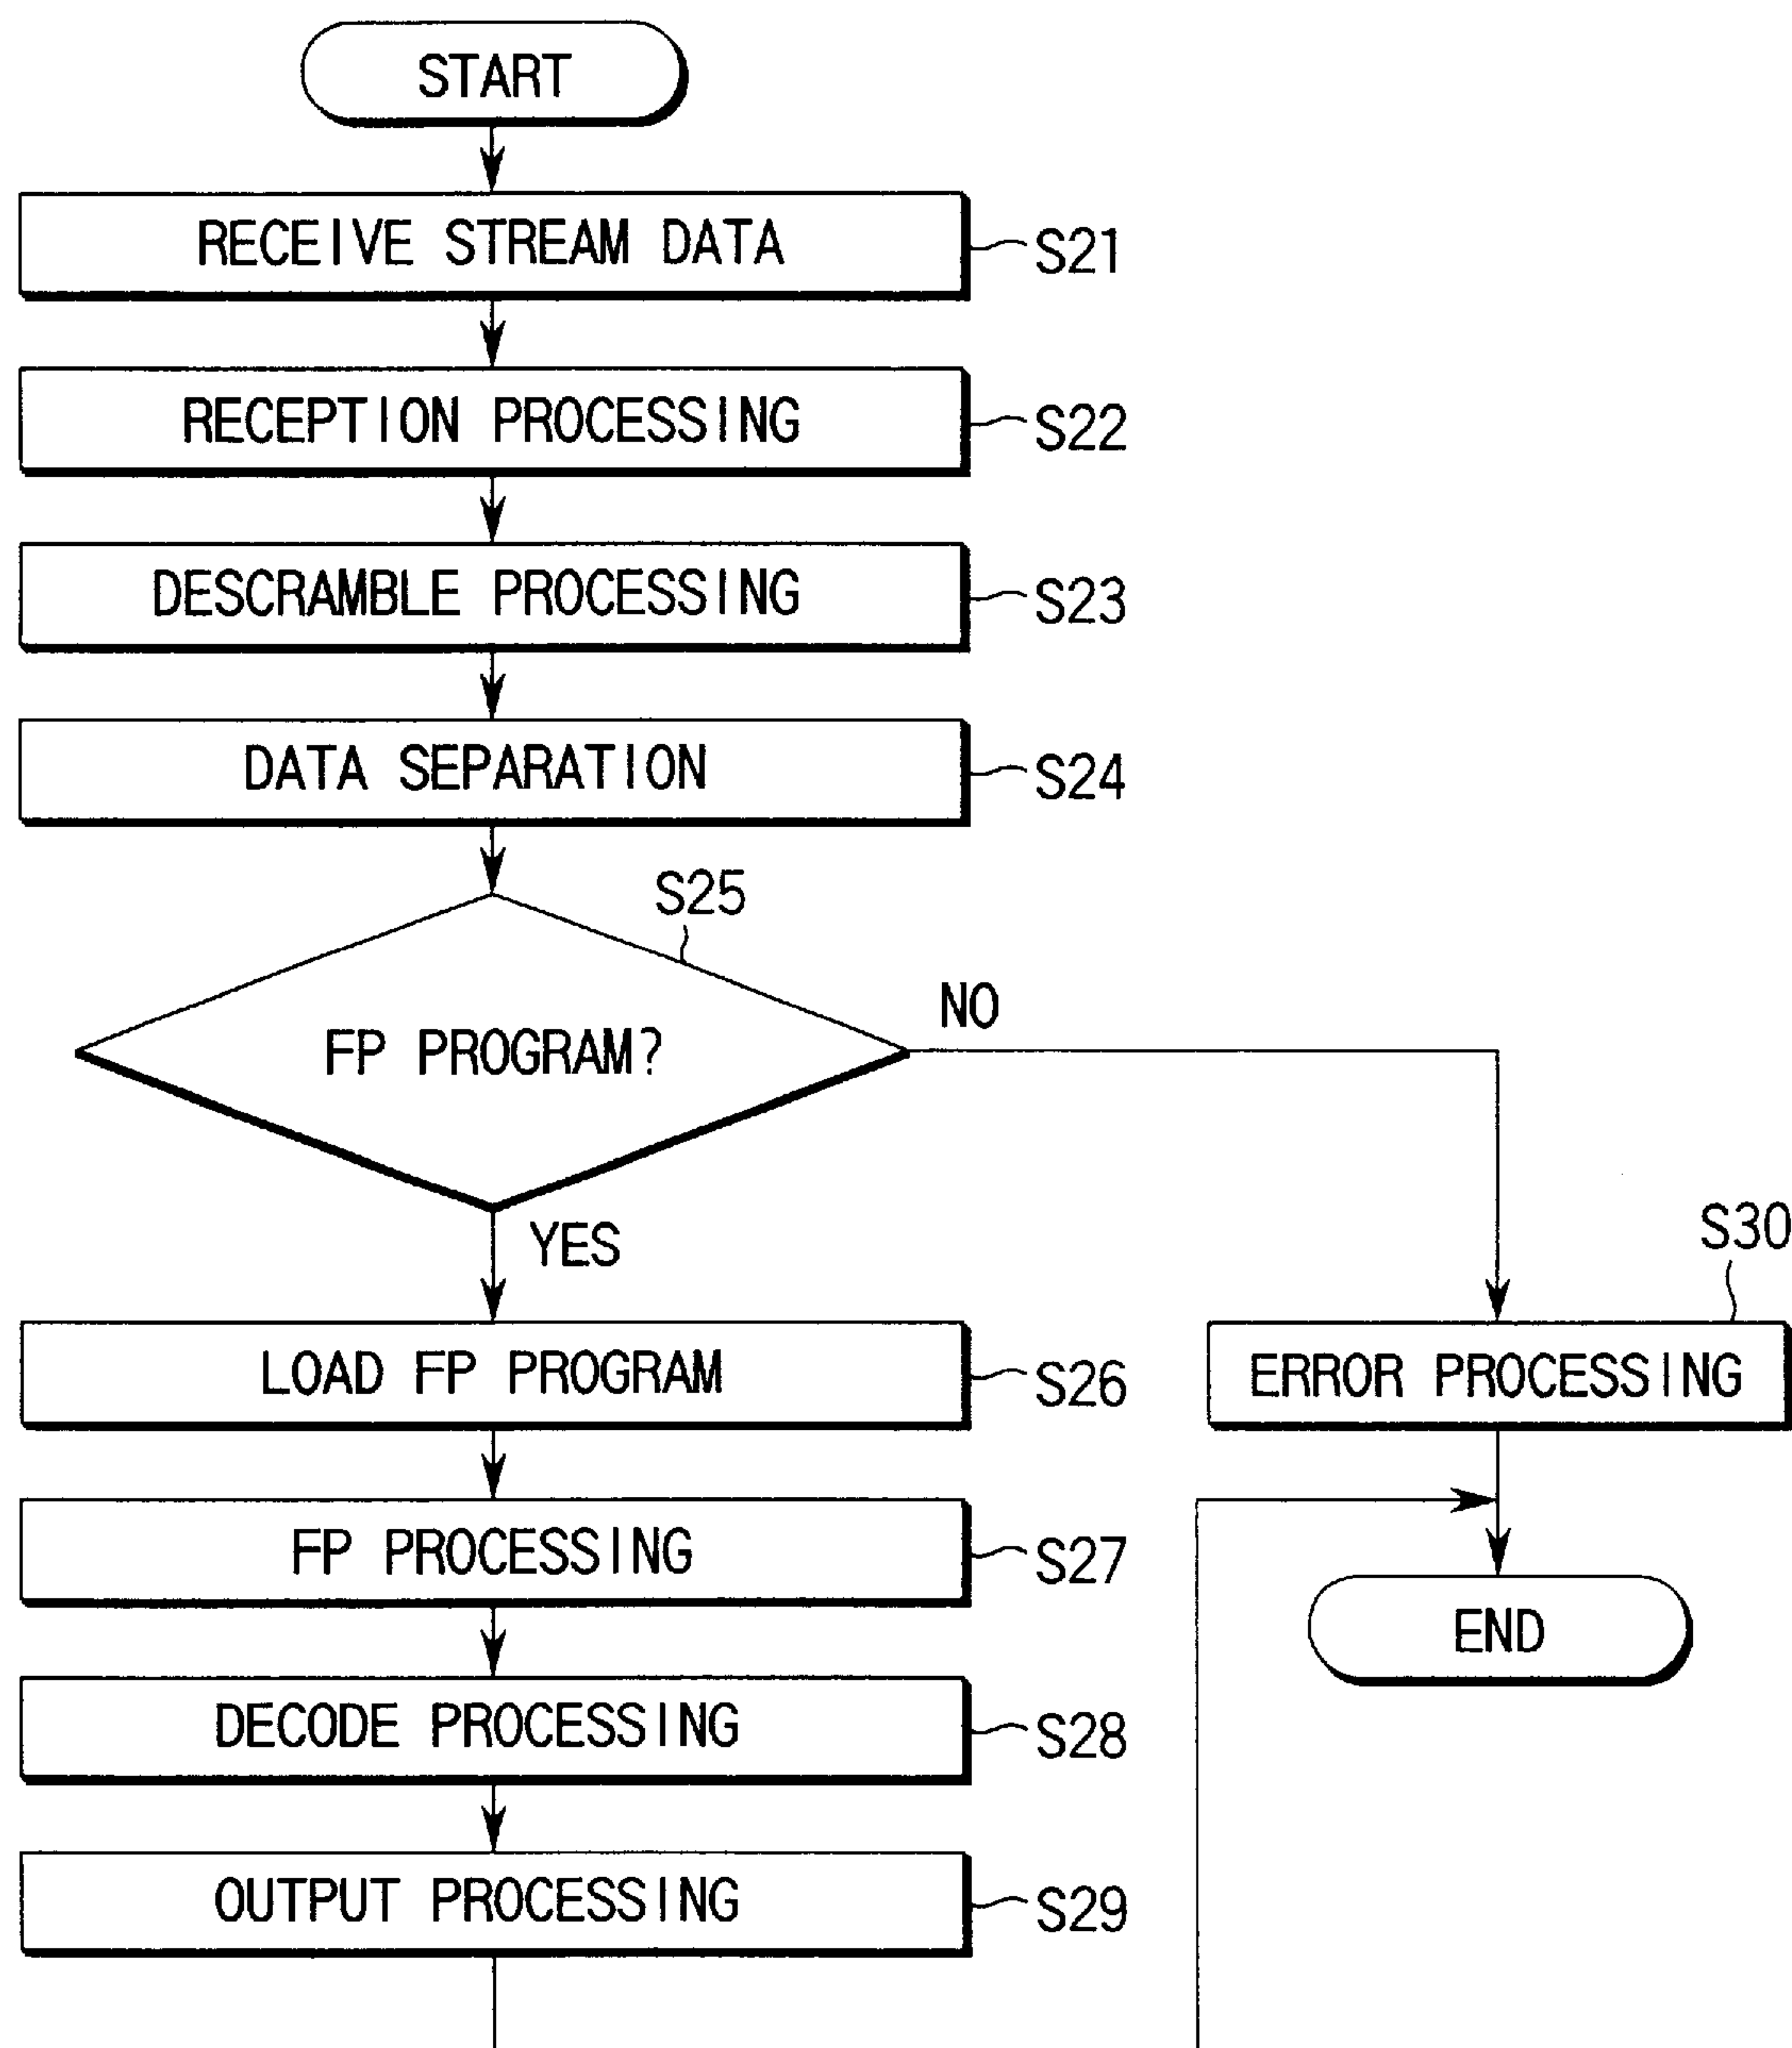 START
RECEIVE STREAM DATA
S21
RECEPTION PROCESSING
S22
DESCRAMBLE PROCESSING
S23
DATA SEPARATION
S24
S25
FP PROGRAM?
NO
YES
LOAD FP PROGRAM
S26
S30
ERROR PROCESSING
FP PROCESSING
S27
END
DECODE PROCESSING
S28
OUTPUT PROCESSING
S29